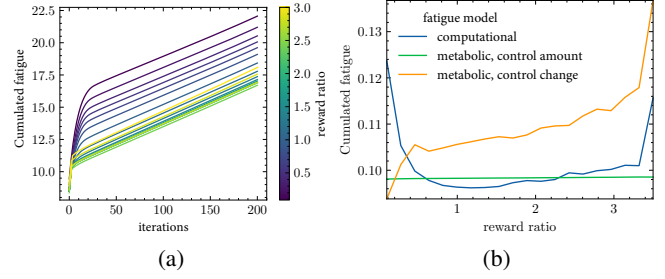 22.5
20.0
17.5
15.0
12.5
10.0
Cumulated fatigue
0
50
100
150
200
iterations
3.0
2.5
2.0
1.5
1.0
0.5
reward ratio
(a)
0.13
0.12
0.11
0.10
Cumulated fatigue
fatigue model
computational
metabolic, control amount
metabolic, control change
1
2
3
reward ratio
(b)